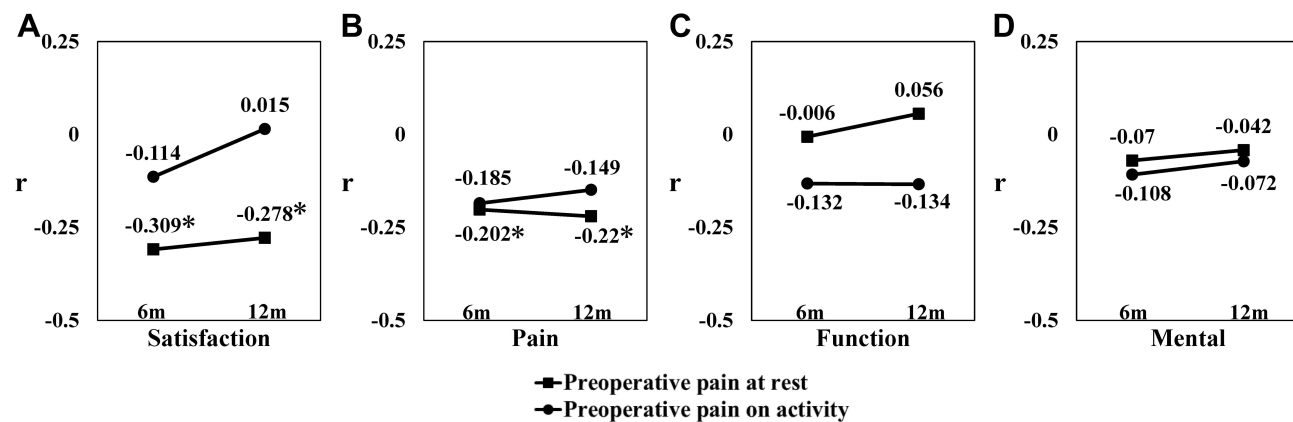 A
0.25
0
r
-0.25
-0.5
-0.114
0.015
-0.309*
-0.278*
6m
12m
Satisfaction
B
0.25
0
r
-0.25
-0.5
-0.185
-0.149
-0.202*
-0.22*
6m
12m
Pain
C
0.25
0
r
-0.25
-0.5
-0.006
0.056
-0.132
-0.134
6m
12m
Function
D
0.25
0
r
-0.25
-0.5
-0.07
-0.042
-0.108
-0.072
6m
12m
Mental
Preoperative pain at rest
Preoperative pain on activity